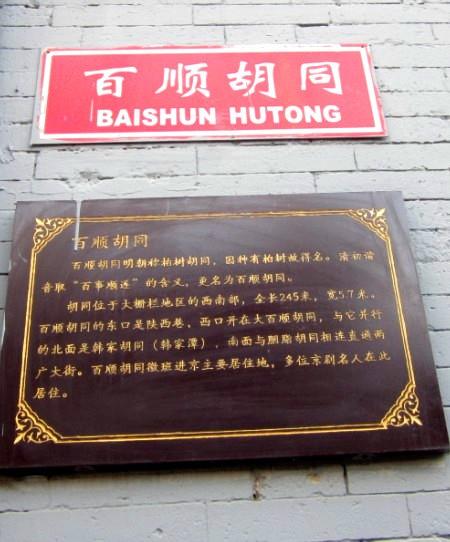 百顺胡同
BAISHUN HUTONG
百顺胡同
百顺胡同明朝称柏树胡同，因种有柏树故得名。清初谐
音取“百事顺遂”的含义，更名为百顺胡同。
胡同位于大栅栏地区的西南部，全长245米，宽5.7米。
百顺胡同的东口是陕西巷，西口开在大百顺胡同，与它并行
的北面是韩家胡同（韩家潭），南面与胭脂胡同相连直通两
广大街。百顺胡同徽班进京主要居住地，多位京剧名人在此
居住。